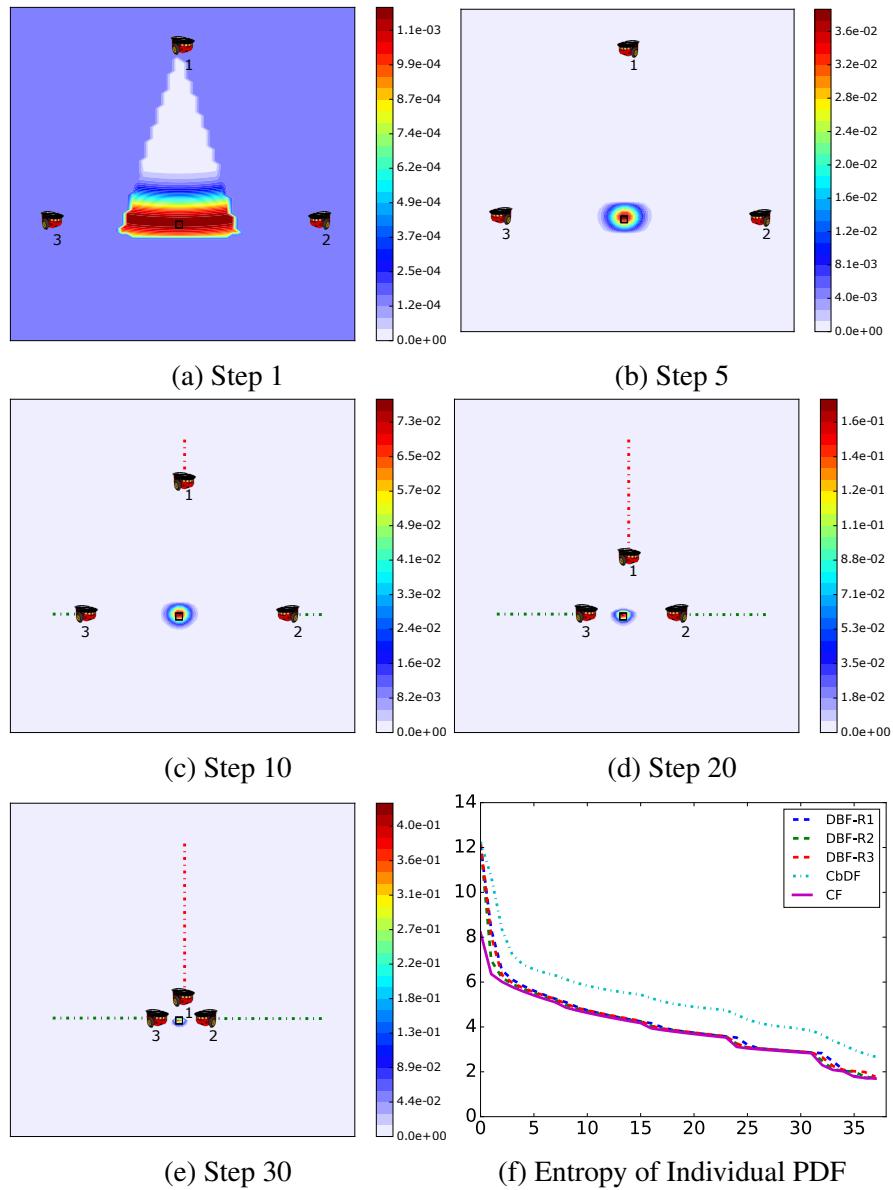 1
3
2
1.1e-03
9.9e-04
8.7e-04
7.4e-04
6.2e-04
5.0e-04
3.7e-04
2.5e-04
1.2e-04
0.0e+00
(a) Step 1
1
3
2
3.6e-02
3.2e-02
2.8e-02
2.4e-02
2.0e-02
1.6e-02
1.2e-02
8.1e-03
4.0e-03
0.0e+00
(b) Step 5
1
3
2
7.3e-02
6.5e-02
5.7e-02
4.9e-02
4.1e-02
3.3e-02
2.4e-02
1.6e-02
8.2e-03
0.0e+00
(c) Step 10
1
3
2
1.6e-01
1.4e-01
1.2e-01
1.1e-01
8.9e-02
7.1e-02
5.3e-02
3.6e-02
1.8e-02
0.0e+00
(d) Step 20
1
3
2
4.0e-01
3.6e-01
3.1e-01
2.7e-01
2.2e-01
1.8e-01
1.3e-01
8.9e-02
4.5e-02
0.0e+00
(e) Step 30
14
12
10
8
6
4
2
0
0 5 10 15 20 25 30 35
DBF-R1
DBF-R2
DBF-R3
CbDF
CF
(f) Entropy of Individual PDF